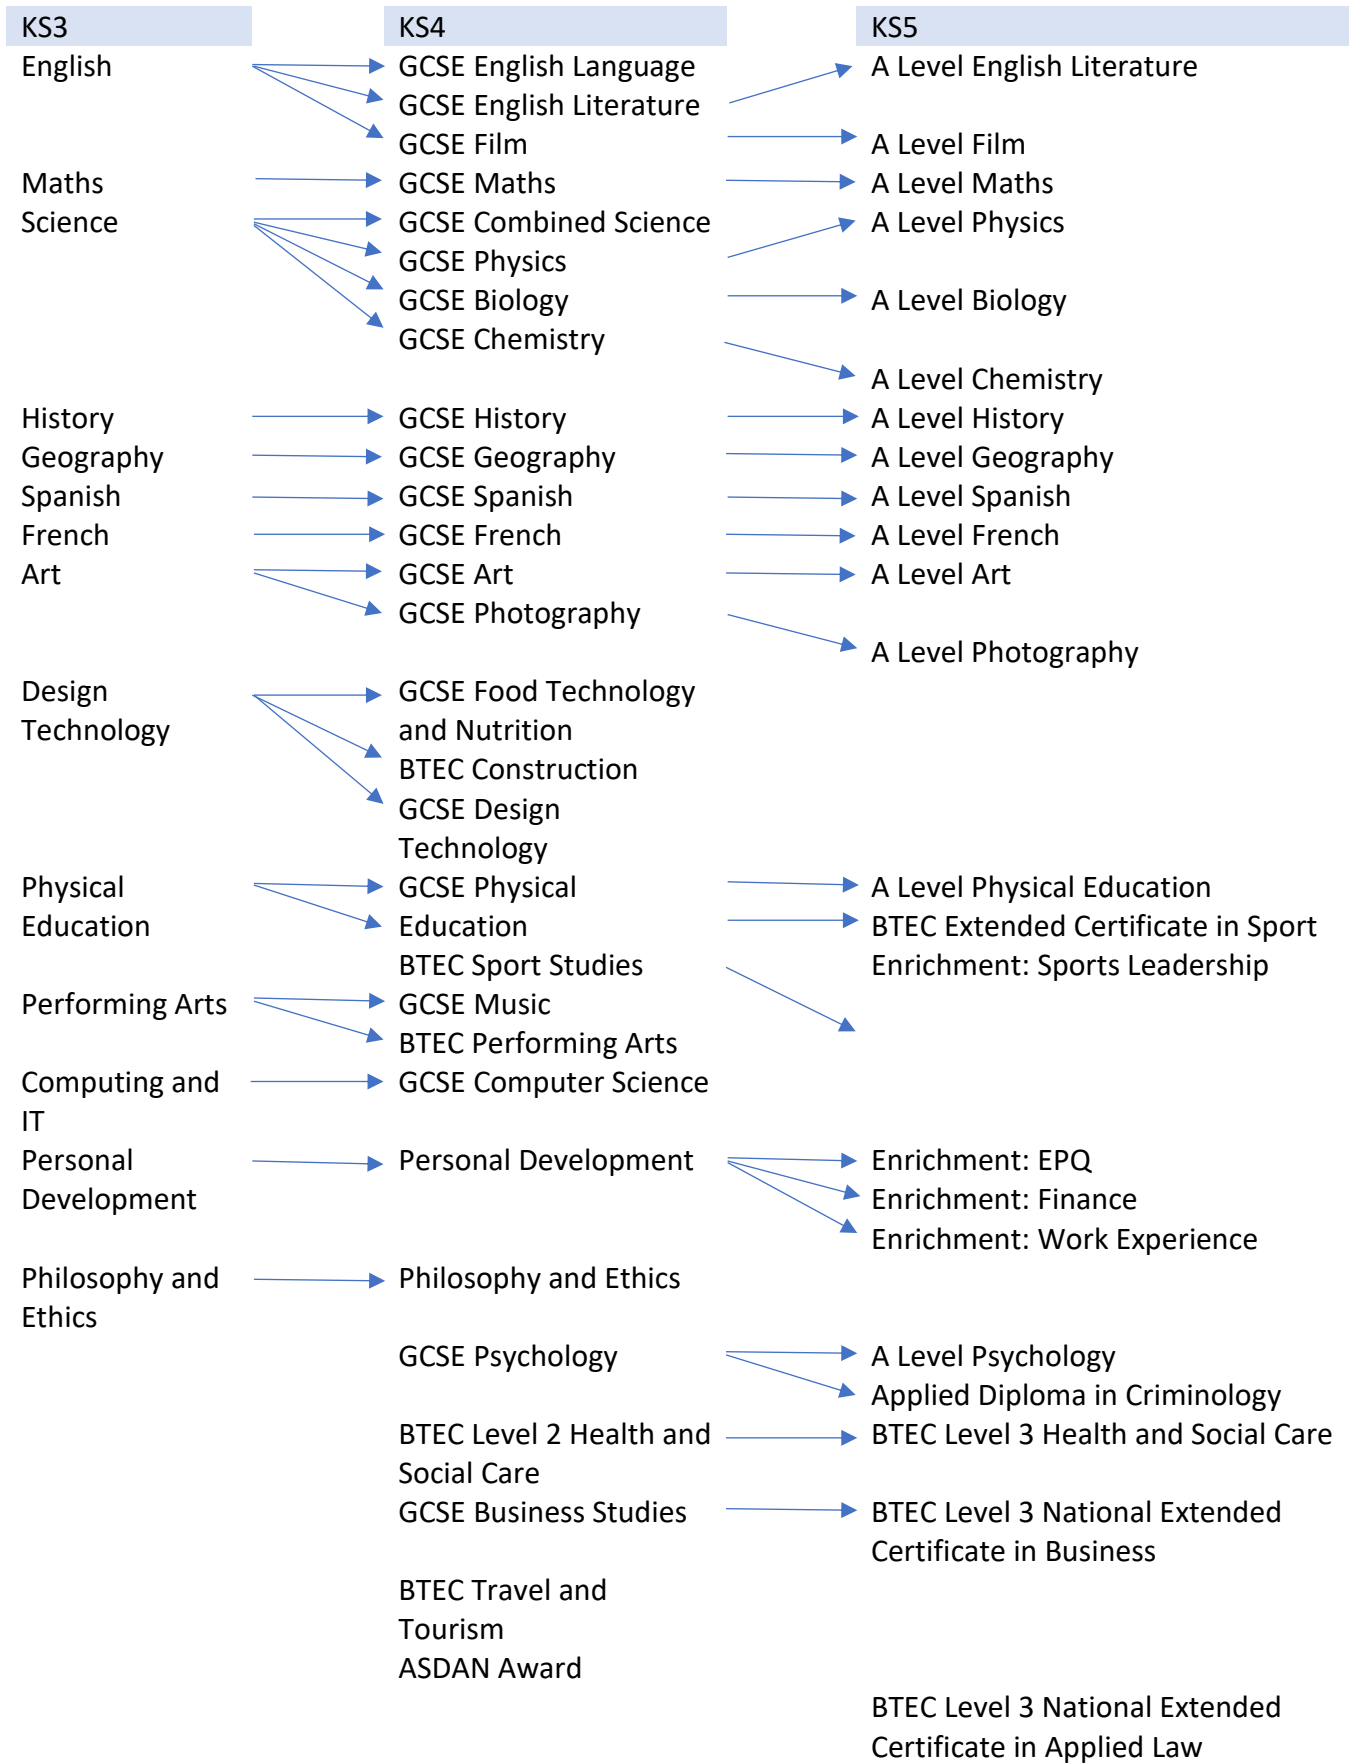 KS3 KS4 KS5
English GCSE English Language A Level English Literature
GCSE English Literature
GCSE Film A Level Film
Maths GCSE Maths A Level Maths
Science GCSE Combined Science A Level Physics
GCSE Physics
GCSE Biology A Level Biology
GCSE Chemistry
A Level Chemistry
History GCSE History A Level History
Geography GCSE Geography A Level Geography
Spanish GCSE Spanish A Level Spanish
French GCSE French A Level French
Art GCSE Art A Level Art
GCSE Photography
A Level Photography
Design GCSE Food Technology
Technology and Nutrition
BTEC Construction
GCSE Design
Technology
Physical GCSE Physical A Level Physical Education
Education Education BTEC Extended Certificate in Sport
BTEC Sport Studies Enrichment: Sports Leadership
Performing Arts GCSE Music
BTEC Performing Arts
Computing and GCSE Computer Science
IT
Personal Personal Development Enrichment: EPQ
Development Enrichment: Finance
Enrichment: Work Experience
Philosophy and Philosophy and Ethics
Ethics
GCSE Psychology A Level Psychology
Applied Diploma in Criminology
BTEC Level 2 Health and BTEC Level 3 Health and Social Care
Social Care
GCSE Business Studies BTEC Level 3 National Extended
Certificate in Business
BTEC Travel and
Tourism
ASDAN Award
BTEC Level 3 National Extended
Certificate in Applied Law